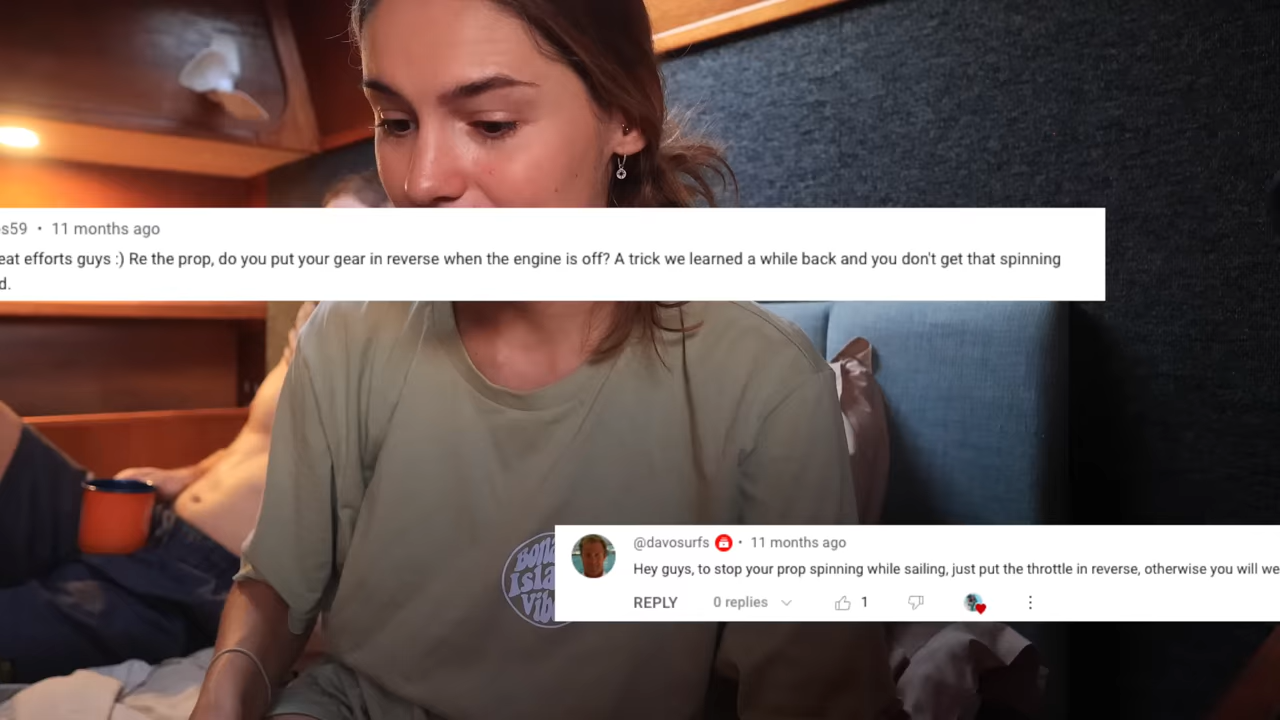 s59 • 11 months ago
eat efforts guys :) Re the prop, do you put your gear in reverse when the engine is off? A trick we learned a while back and you don't get that spinning
d.
@davosurfs • 11 months ago
Hey guys, to stop your prop spinning while sailing, just put the throttle in reverse, otherwise you will we
REPLY 0 replies 1